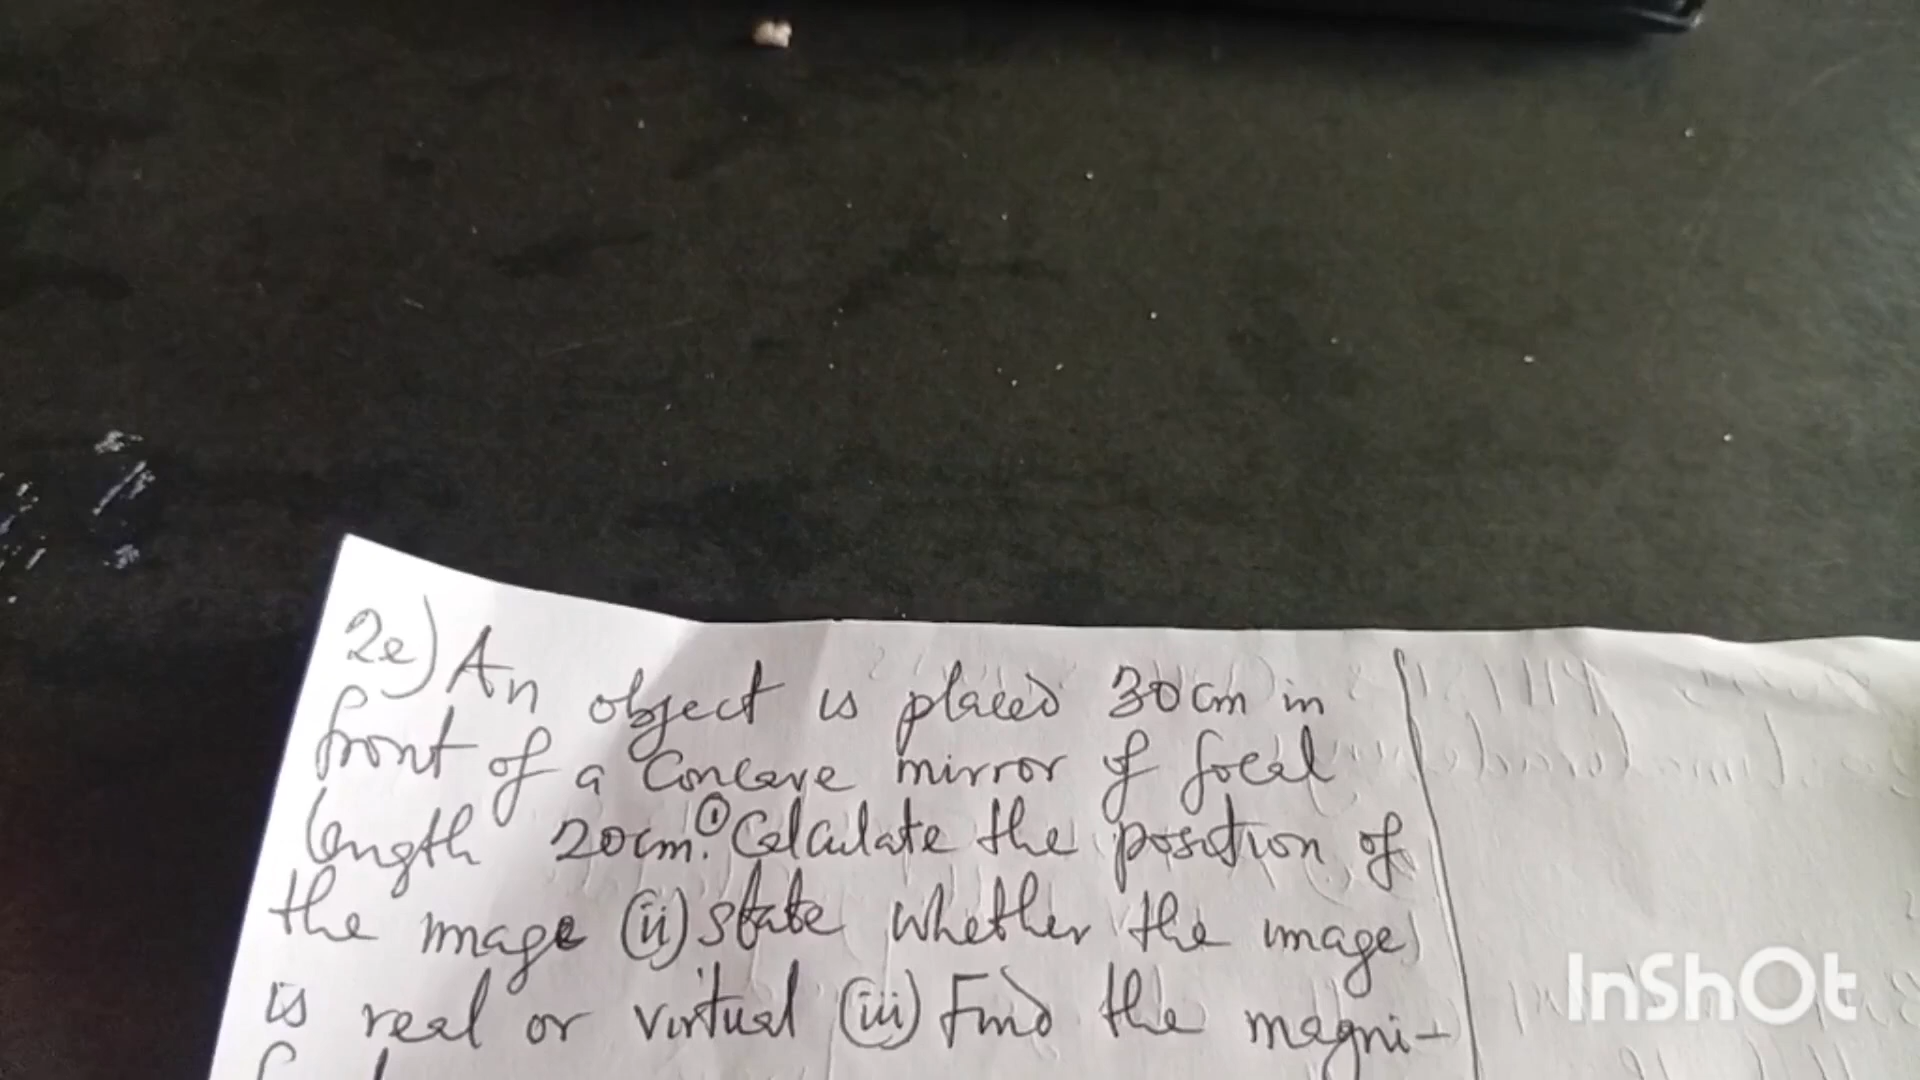 2e) An object is placed 30cm in
front of a Concave mirror of focal
length 20cm. (i) Calculate the position of
the image (ii) state whether the image
is real or virtual (iii) Find the magni-
InShOt